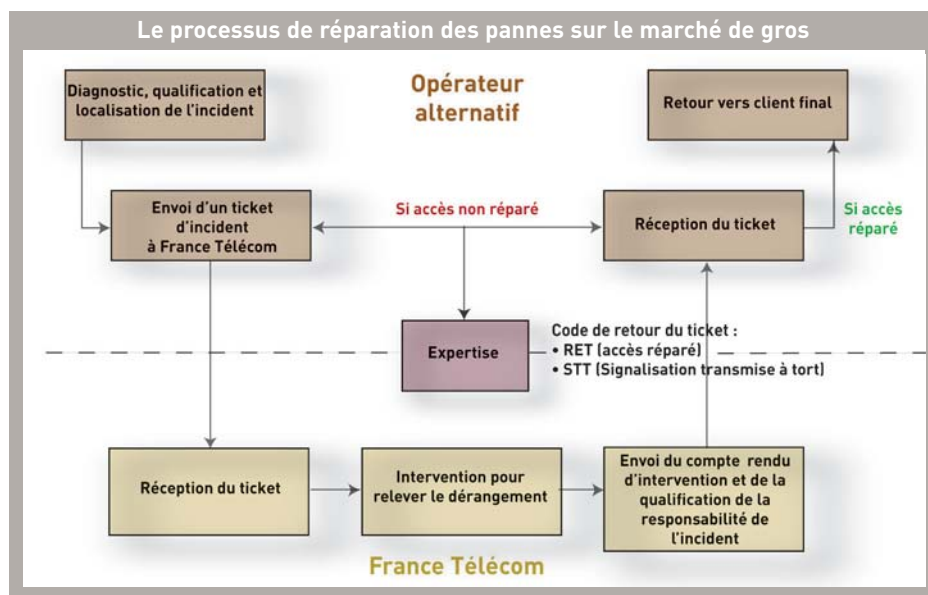 Le processus de réparation des pannes sur le marché de gros
Diagnostic, qualification et
localisation de l'incident
Opérateur
alternatif
Retour vers client final
Envoi d'un ticket
d'incident
à France Télécom
Si accès non réparé
Réception du ticket
Si accès
réparé
Expertise
Code de retour du ticket :
• RET (accès réparé)
• STT (Signalisation transmise à tort)
Réception du ticket
Intervention pour
relever le dérangement
Envoi du compte rendu
d'intervention et de la
qualification de la
responsabilité de
l'incident
France Télécom